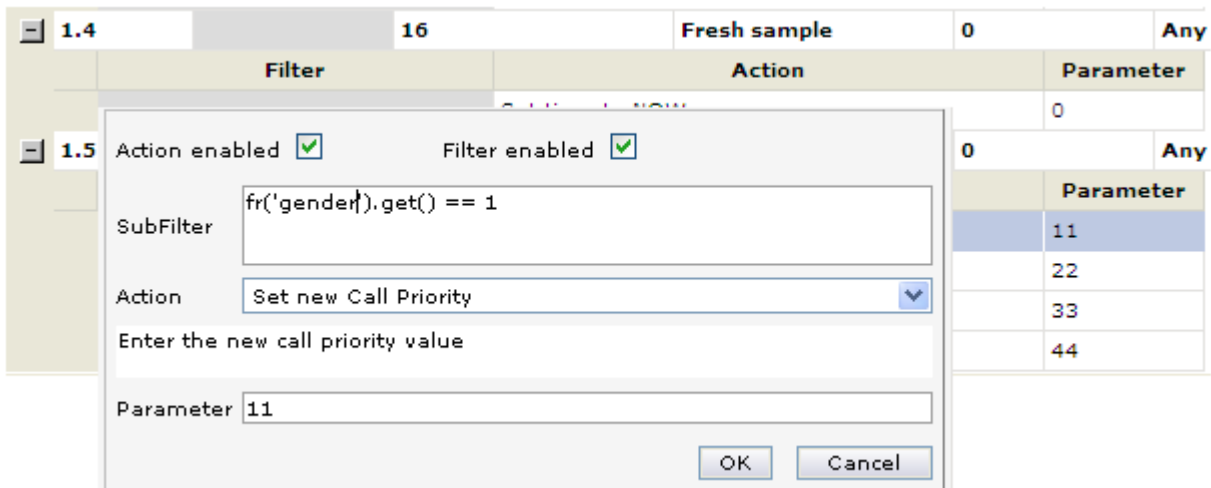 1.4 16 Fresh sample 0 Any
Filter Action Parameter
0
1.5 0 Any
Action enabled Filter enabled
Parameter
fr('gender').get() == 1
SubFilter
11
22
Action Set new Call Priority
33
Enter the new call priority value
44
Parameter 11
OK Cancel